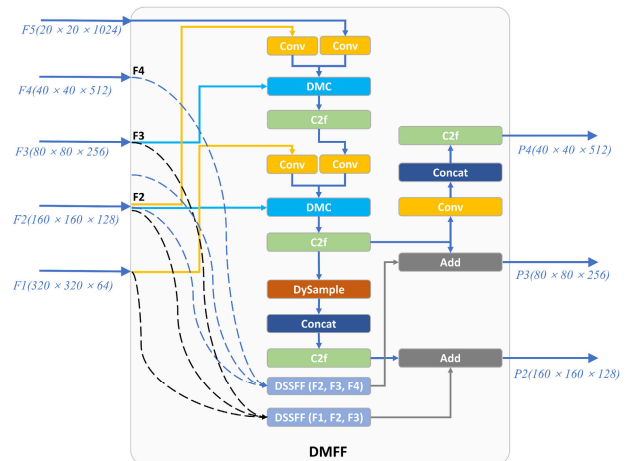 F5(20 × 20 × 1024)
Conv
Conv
F4
F4(40 × 40 × 512)
DMC
C2f
F3
F3(80 × 80 × 256)
C2f
P4(40 × 40 × 512)
Conv
Conv
Concat
F2
F2(160 × 160 × 128)
DMC
Conv
C2f
Add
P3(80 × 80 × 256)
F1(320 × 320 × 64)
DySample
Concat
C2f
Add
P2(160 × 160 × 128)
DSSFF (F2, F3, F4)
DSSFF (F1, F2, F3)
DMFF